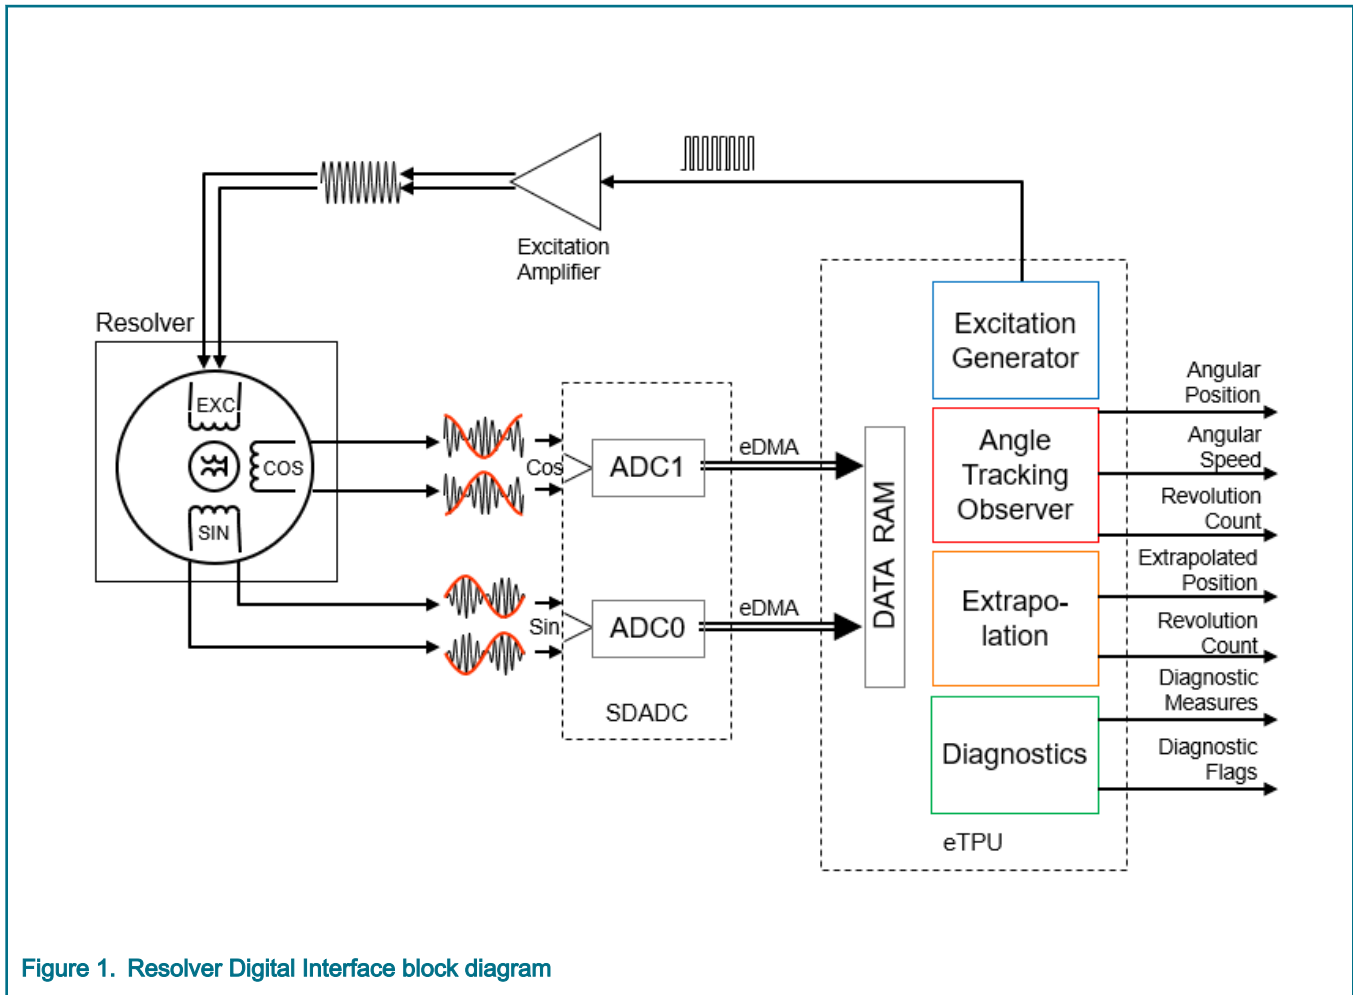 Excitation
Amplifier
Resolver
EXC
COS
SIN
Cos
Sin
ADC1
ADC0
SDADC
eDMA
eDMA
DATA RAM
Excitation
Generator
Angle
Tracking
Observer
Extrapo-
lation
Diagnostics
eTPU
Angular
Position
Angular
Speed
Revolution
Count
Extrapolated
Position
Revolution
Count
Diagnostic
Measures
Diagnostic
Flags
Figure 1. Resolver Digital Interface block diagram